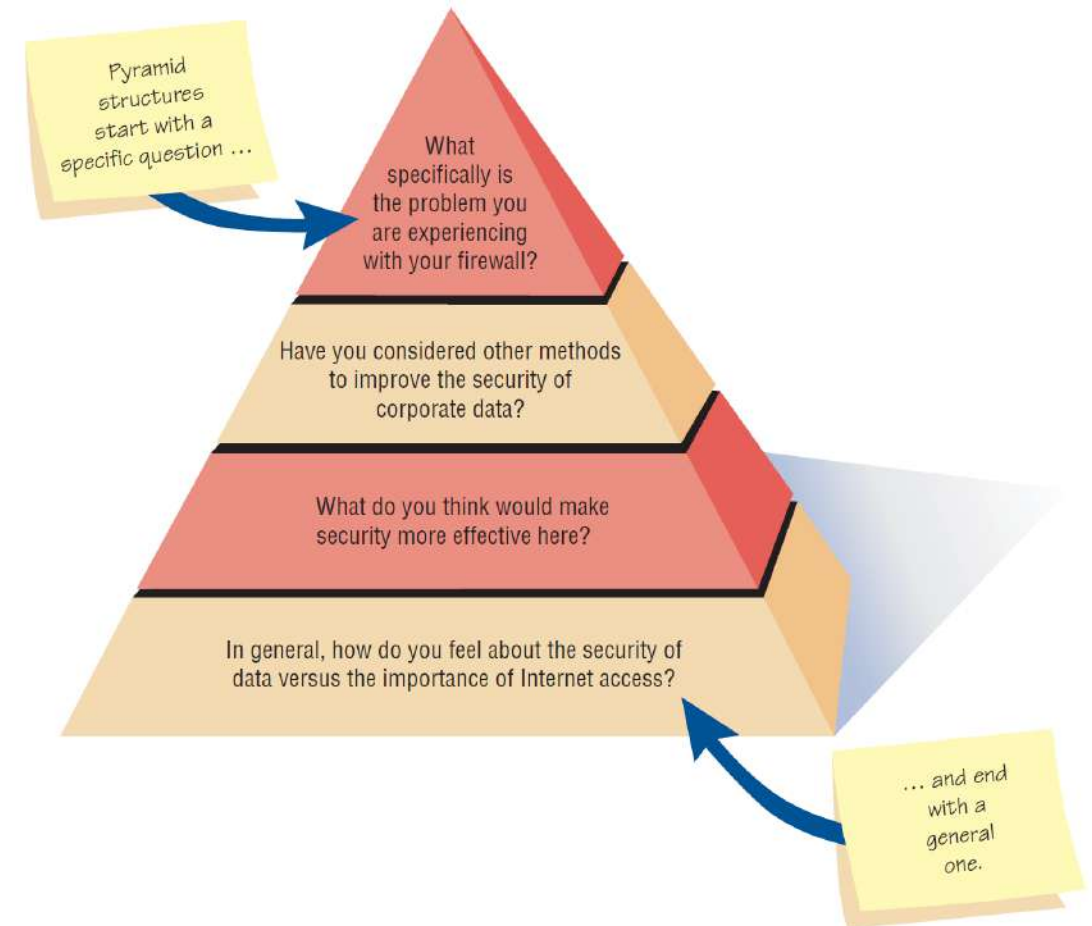 Pyramid
structures
start with a
specific question ...
What
specifically is
the problem you
are experiencing
with your firewall?
Have you considered other methods
to improve the security of
corporate data?
What do you think would make
security more effective here?
In general, how do you feel about the security of
data versus the importance of Internet access?
... and end
with a
general
one.